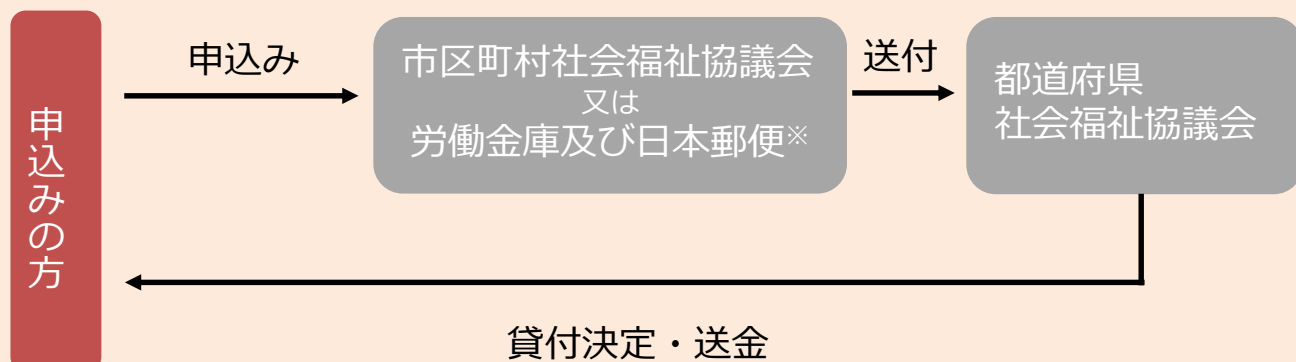 申込みの方
申込み
市区町村社会福祉協議会
又は
労働金庫及び日本郵便※
送付
都道府県
社会福祉協議会
貸付決定・送金